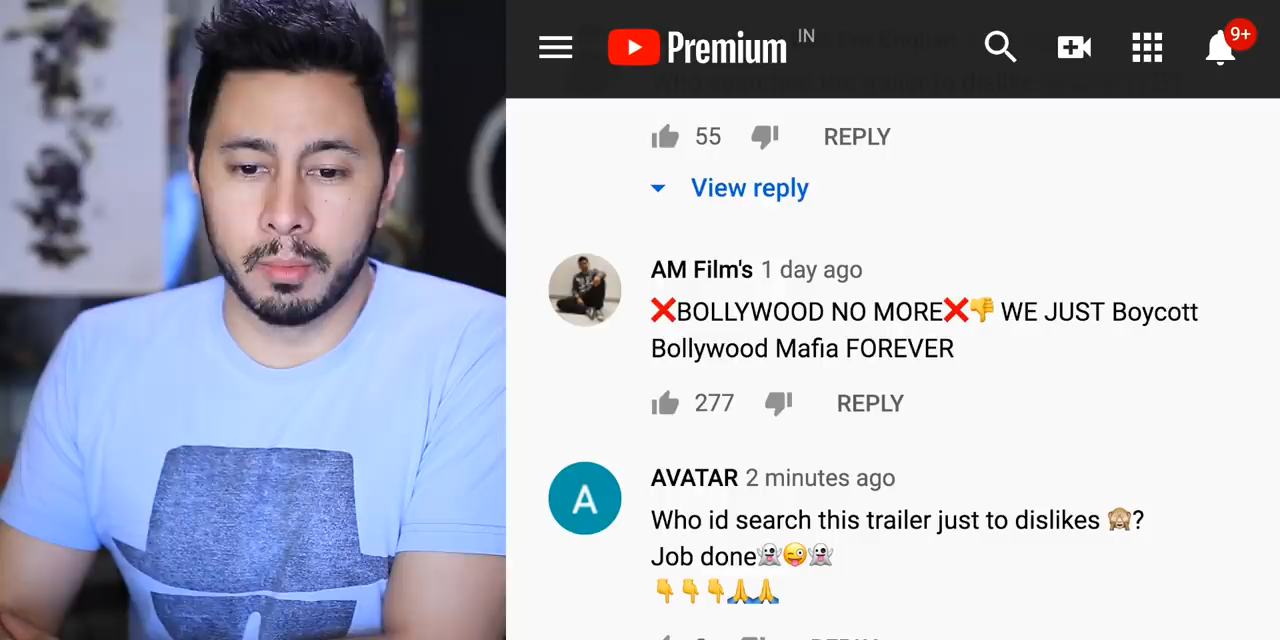 Premium IN
9+
55 REPLY
View reply
AM Film's 1 day ago
❌BOLLYWOOD NO MORE❌👎 WE JUST Boycott
Bollywood Mafia FOREVER
277 REPLY
A
AVATAR 2 minutes ago
Who id search this trailer just to dislikes 🙈?
Job done👻😜👻
👇👇👇🙏🙏